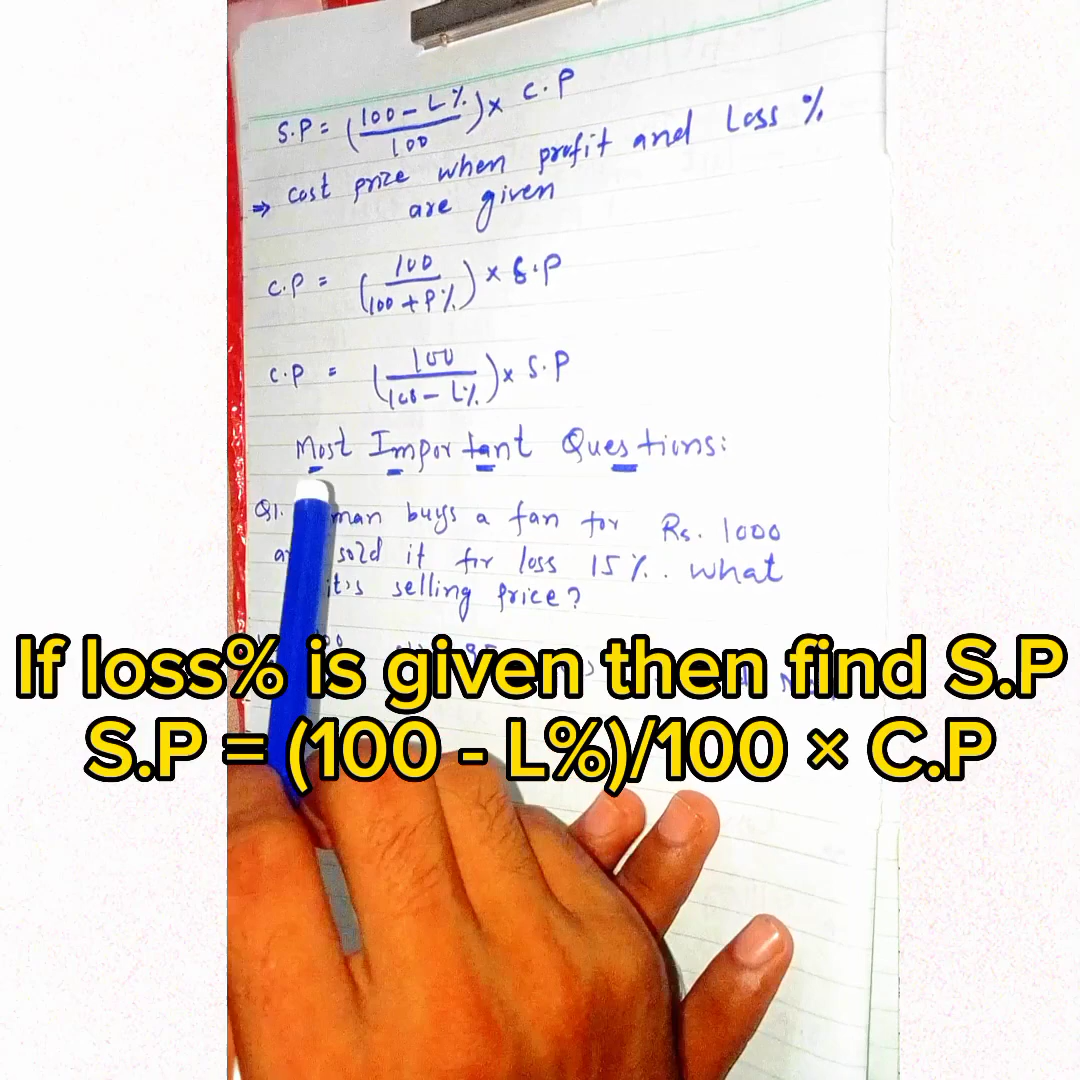 S.P = (100 - L%/100) × C.P
⇒ cost prize when profit and Loss %
are given
C.P = (100/100 + P%) × S.P
C.P = (100/100 - L%) × S.P
Most Important Questions:
Q1. man buys a fan for Rs. 1000
sold it for loss 15%. what
it's selling price?
If loss% is given then find S.P
S.P = (100 - L%)/100 × C.P